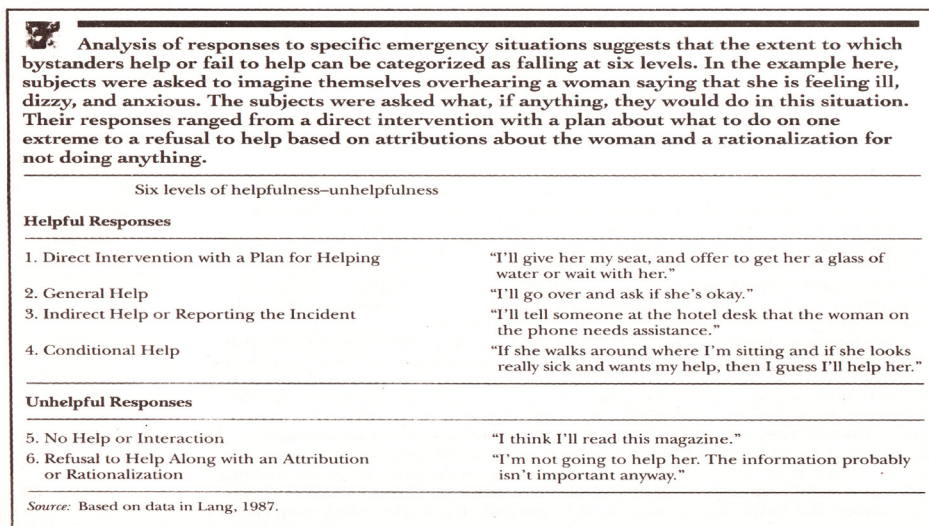 Analysis of responses to specific emergency situations suggests that the extent to which
bystanders help or fail to help can be categorized as falling at six levels. In the example here,
subjects were asked to imagine themselves overhearing a woman saying that she is feeling ill,
dizzy, and anxious. The subjects were asked what, if anything, they would do in this situation.
Their responses ranged from a direct intervention with a plan about what to do on one
extreme to a refusal to help based on attributions about the woman and a rationalization for
not doing anything.
Six levels of helpfulness–unhelpfulness
Helpful Responses
1. Direct Intervention with a Plan for Helping “I’ll give her my seat, and offer to get her a glass of
water or wait with her.”
2. General Help “I’ll go over and ask if she’s okay.”
3. Indirect Help or Reporting the Incident “I’ll tell someone at the hotel desk that the woman on
the phone needs assistance.”
4. Conditional Help “If she walks around where I’m sitting and if she looks
really sick and wants my help, then I guess I’ll help her.”
Unhelpful Responses
5. No Help or Interaction “I think I’ll read this magazine.”
6. Refusal to Help Along with an Attribution “I’m not going to help her. The information probably
or Rationalization isn’t important anyway.”
Source: Based on data in Lang, 1987.